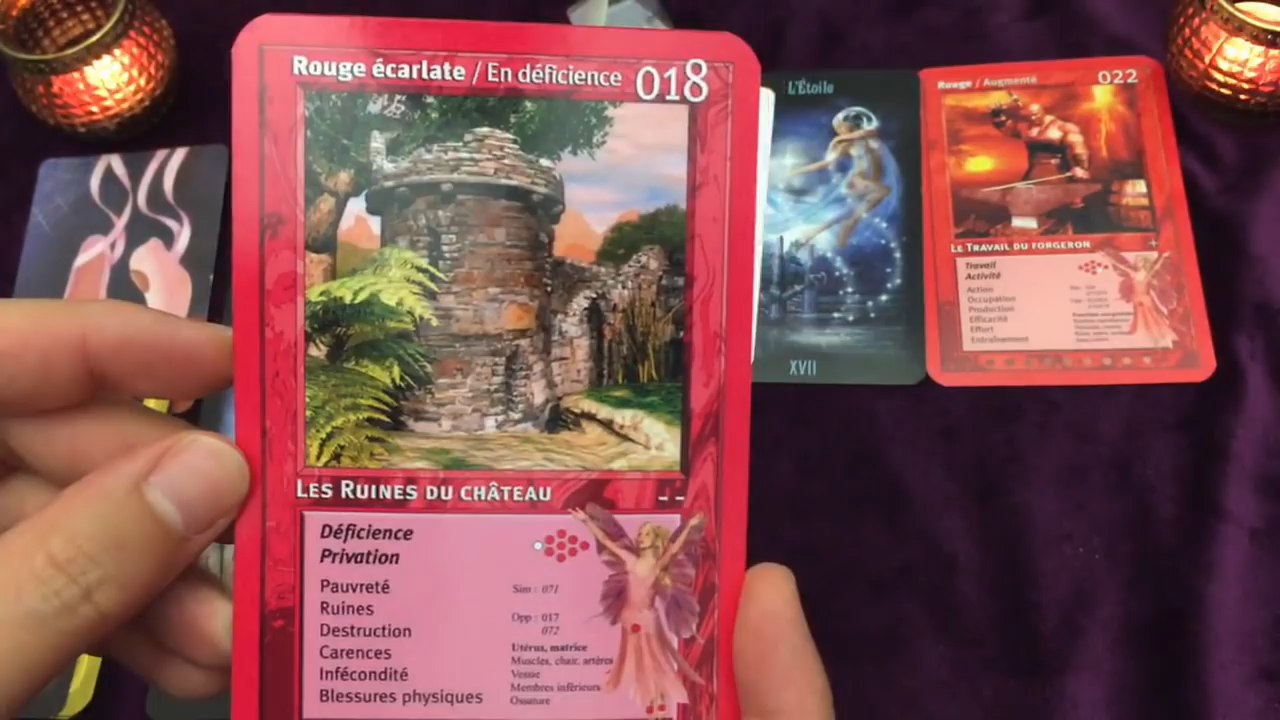 Rouge écarlate / En déficience 018
LES RUINES DU CHÂTEAU --
Déficience
Privation
Pauvreté
Ruines
Destruction
Carences
Infécondité
Blessures physiques
Sim : 071
Opp : 017
072
Utérus, matrice
Muscles, chair, artères
Vessie
Membres inférieurs
Ossature
L'Étoile
XVII
Rouge / Augmenté 022
LE TRAVAIL DU FORGERON +
Travail
Activité
Action
Occupation
Production
Efficacité
Effort
Entraînement